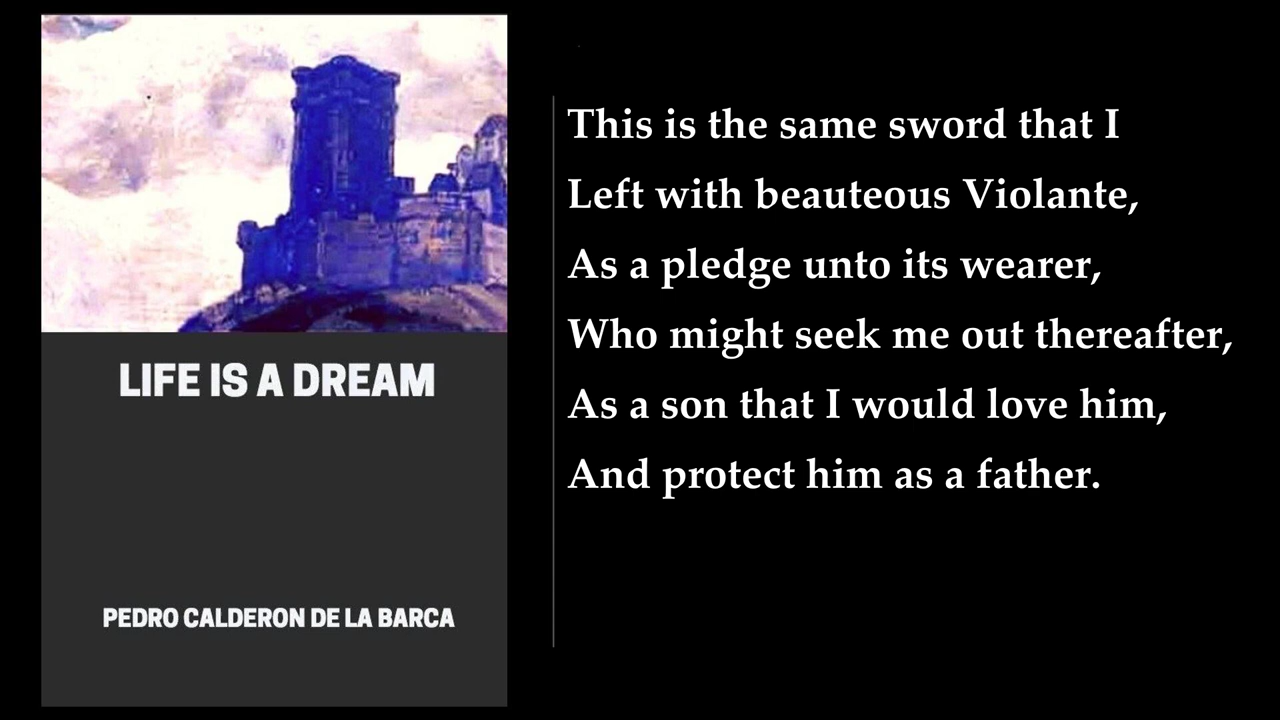 LIFE IS A DREAM
PEDRO CALDERON DE LA BARCA
This is the same sword that I
Left with beauteous Violante,
As a pledge unto its wearer,
Who might seek me out thereafter,
As a son that I would love him,
And protect him as a father.